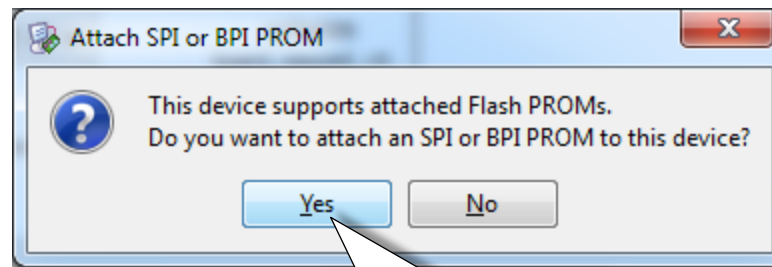 Attach SPI or BPI PROM
This device supports attached Flash PROMs.
Do you want to attach an SPI or BPI PROM to this device?
Yes
No